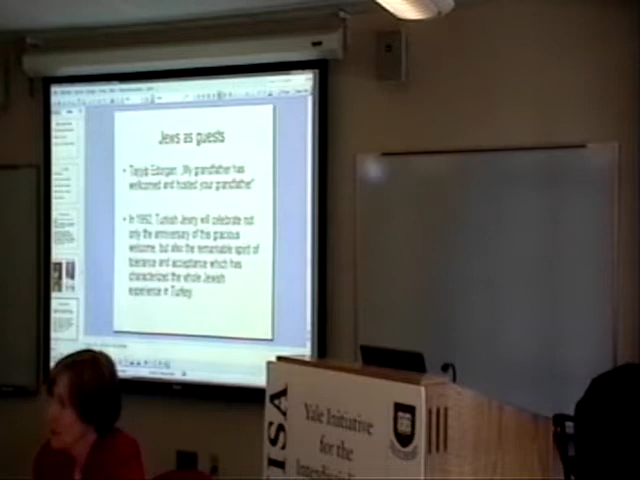 Jews as guests
Tayyip Erdogan: „My grandfather has
wellcomed and hosted your grandfather"
In 1992, Turkish Jewry will celebrate not
only the anniversary of this gracious
welcome, but also the remarkable spirit of
tolerance and acceptance which has
characterized the whole Jewish
experience in Turkey.
ISA
Yale Initiative
for the